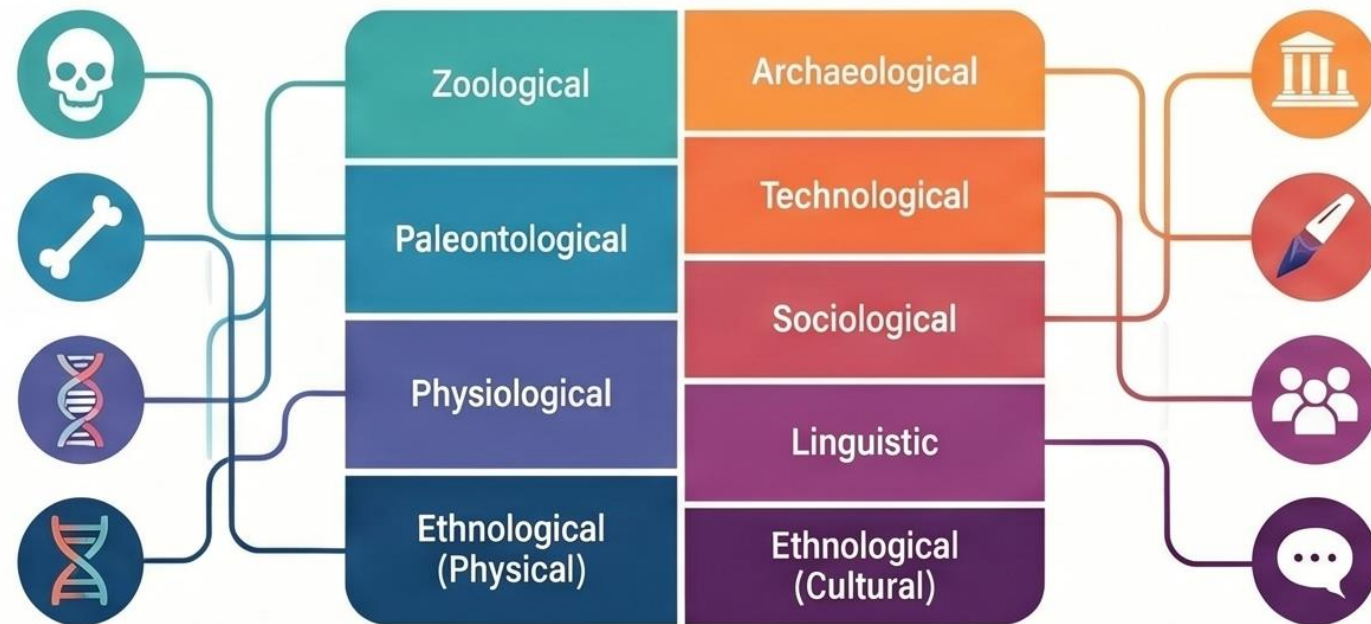 Zoological
Paleontological
Physiological
Ethnological
(Physical)
Archaeological
Technological
Sociological
Linguistic
Ethnological
(Cultural)